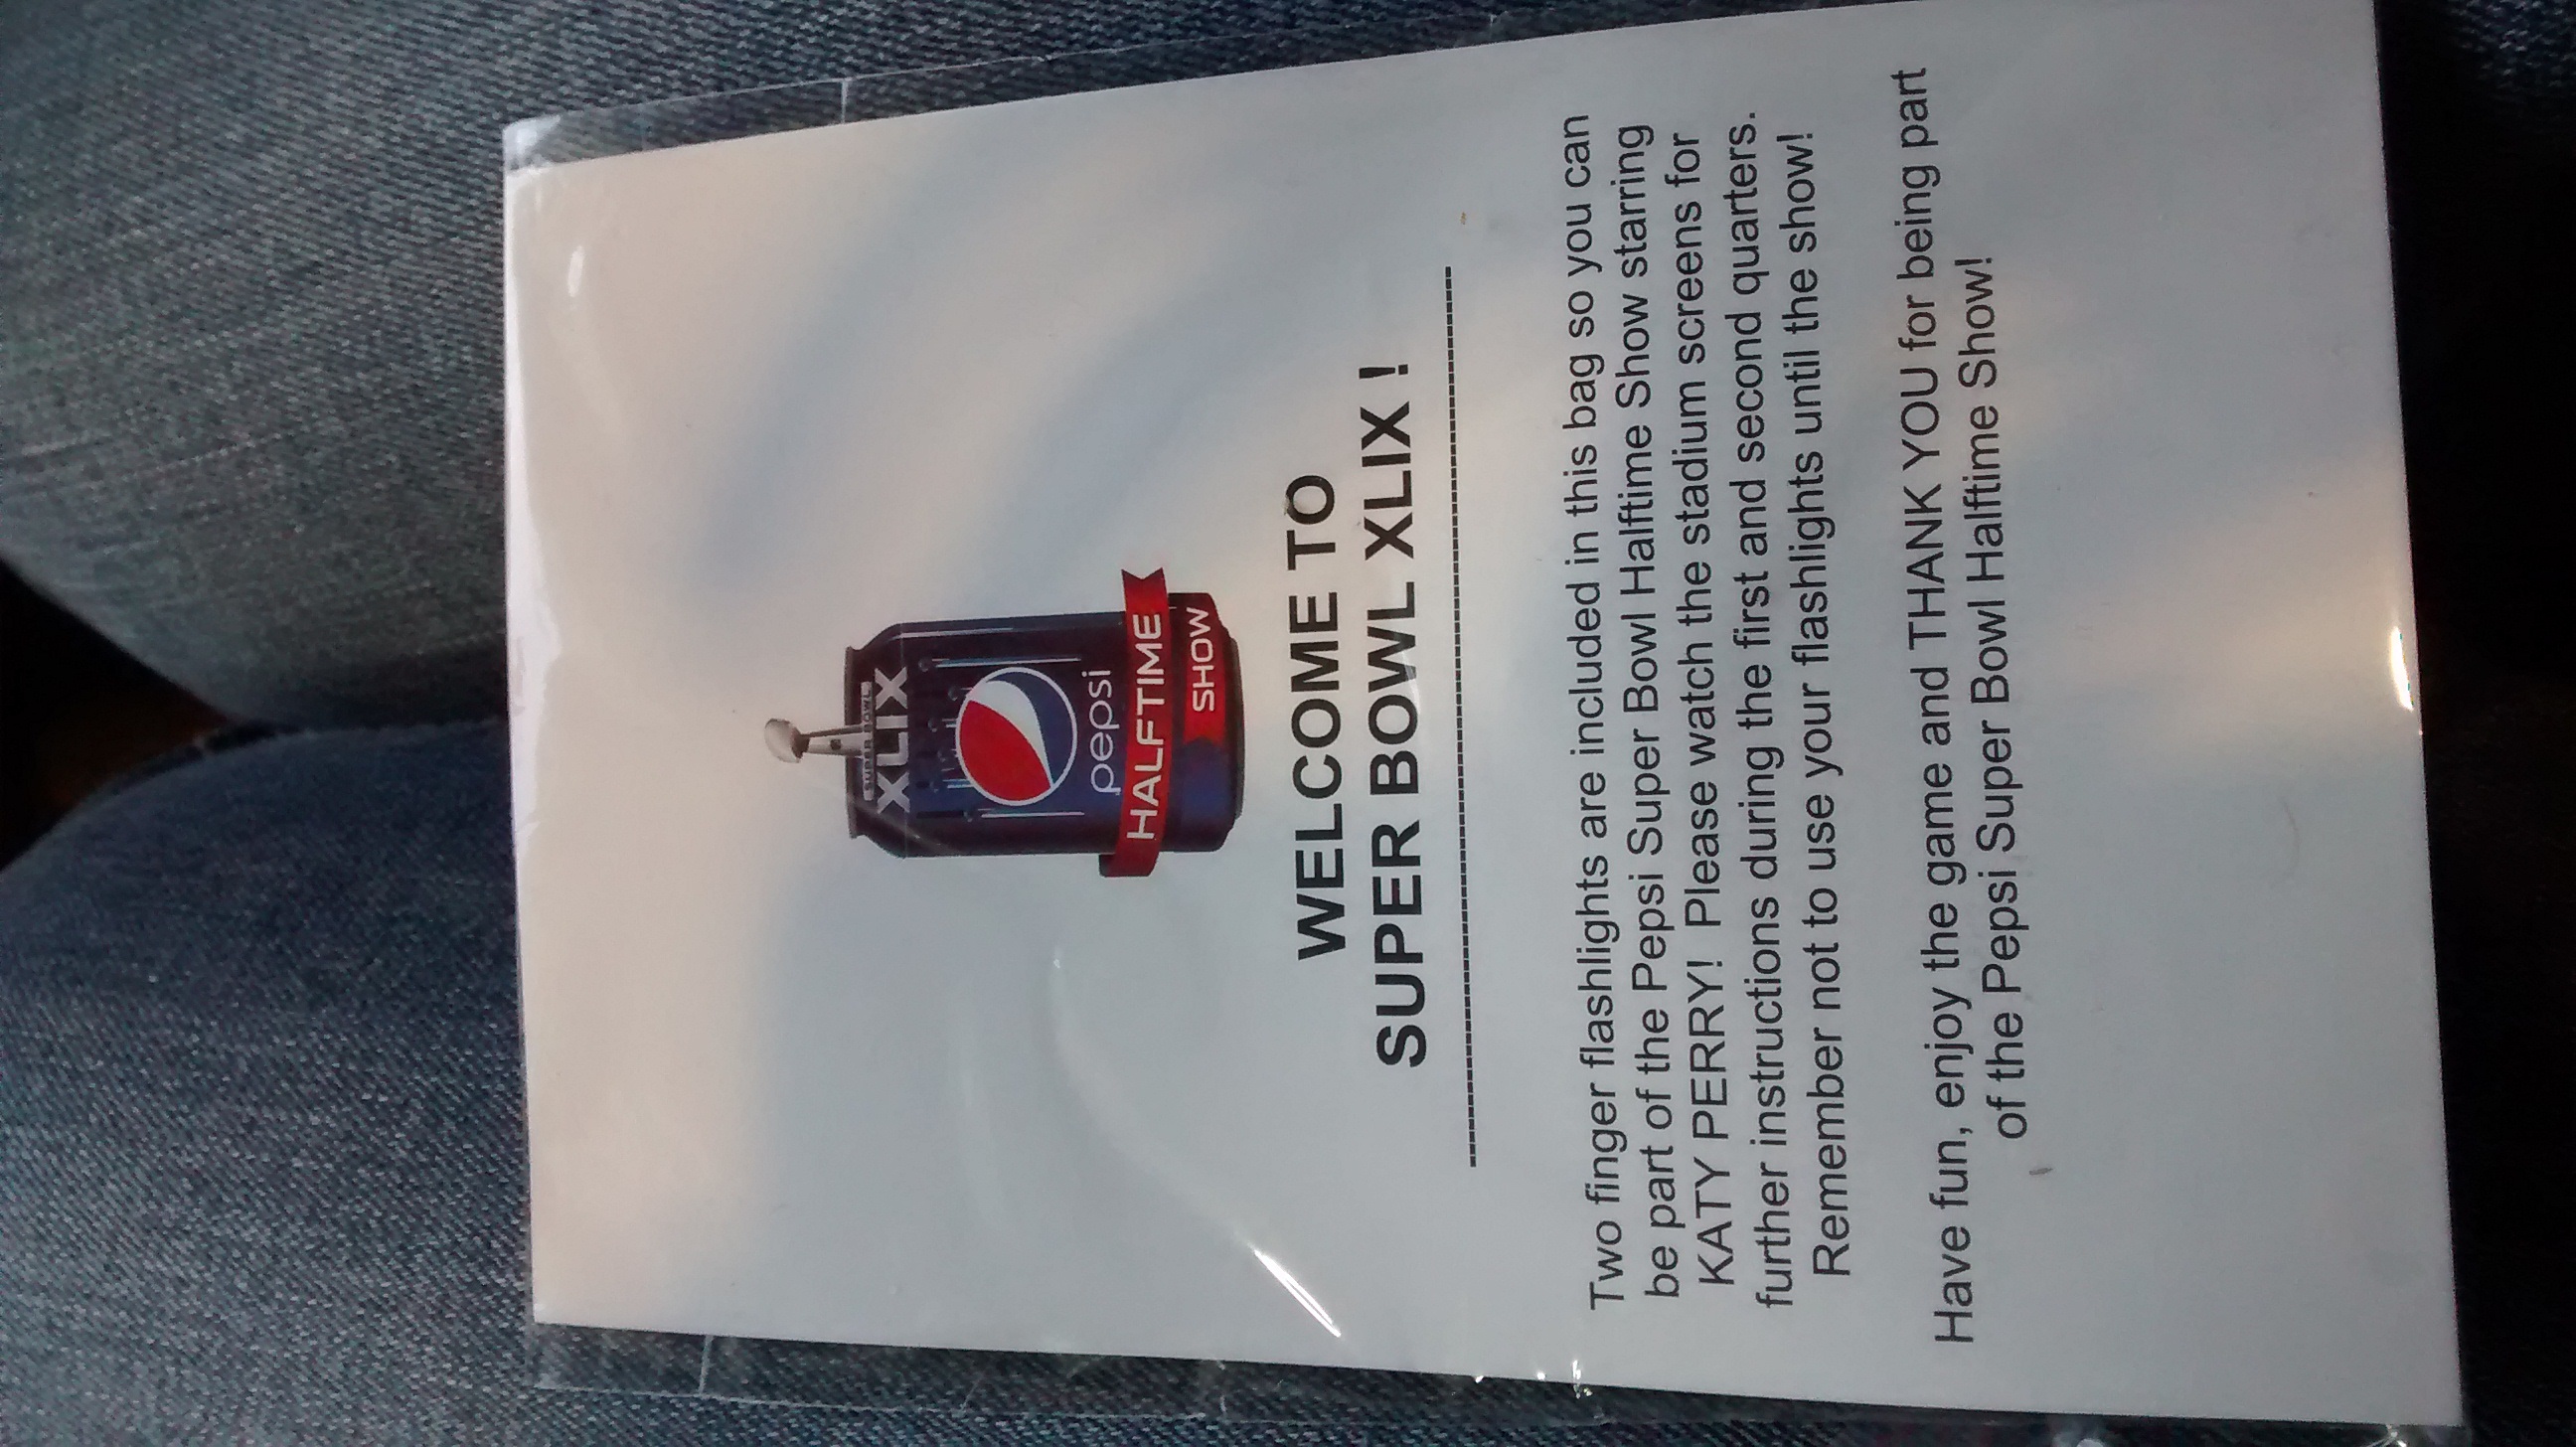 SUPER BOWL
XLIX
pepsi
HALFTIME
SHOW
WELCOME TO
SUPER BOWL XLIX !
Two finger flashlights are included in this bag so you can
be part of the Pepsi Super Bowl Halftime Show starring
KATY PERRY! Please watch the stadium screens for
further instructions during the first and second quarters.
Remember not to use your flashlights until the show!
Have fun, enjoy the game and THANK YOU for being part
of the Pepsi Super Bowl Halftime Show!